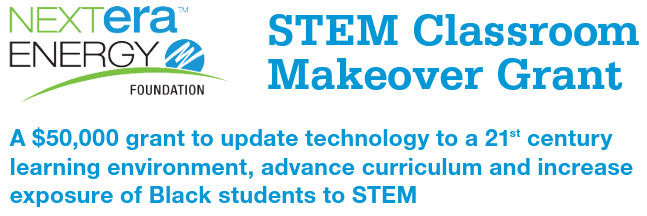 NEXTera™
ENERGY
FOUNDATION
STEM Classroom
Makeover Grant
A $50,000 grant to update technology to a 21st century
learning environment, advance curriculum and increase
exposure of Black students to STEM